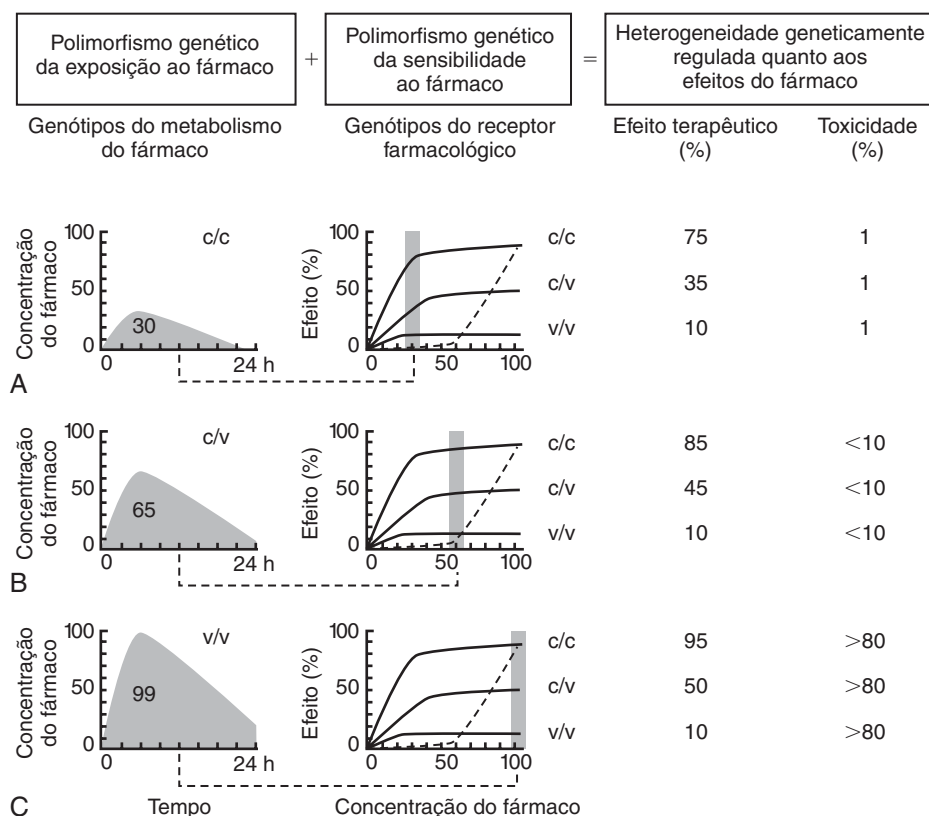 Polimorfismo genético
da exposição ao fármaco
+
Polimorfismo genético
da sensibilidade
ao fármaco
=
Heterogeneidade geneticamente
regulada quanto aos
efeitos do fármaco
Genótipos do metabolismo
do fármaco
Genótipos do receptor
farmacológico
Efeito terapêutico
(%)
Toxicidade
(%)
A
Concentração
do fármaco
100
50
0
c/c
30
0
24 h
Efeito (%)
100
50
0
0
50
100
c/c 75 1
c/v 35 1
v/v 10 1
B
Concentração
do fármaco
100
50
0
c/v
65
0
24 h
Efeito (%)
100
50
0
0
50
100
c/c 85 <10
c/v 45 <10
v/v 10 <10
C
Concentração
do fármaco
100
50
0
v/v
99
0
24 h
Tempo
Efeito (%)
100
50
0
0
50
100
Concentração do fármaco
c/c 95 >80
c/v 50 >80
v/v 10 >80